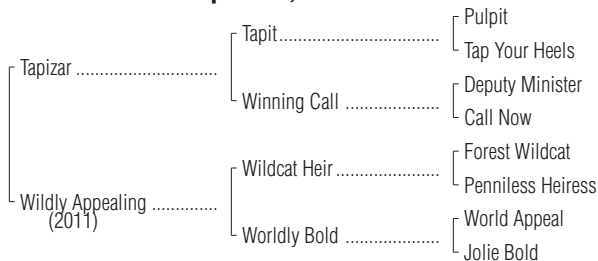 Pulpit
Tapit
Tap Your Heels
Tapizar
Deputy Minister
Winning Call
Call Now
Forest Wildcat
Wildcat Heir
Penniless Heiress
Wildly Appealing
(2011)
World Appeal
Worldly Bold
Jolie Bold